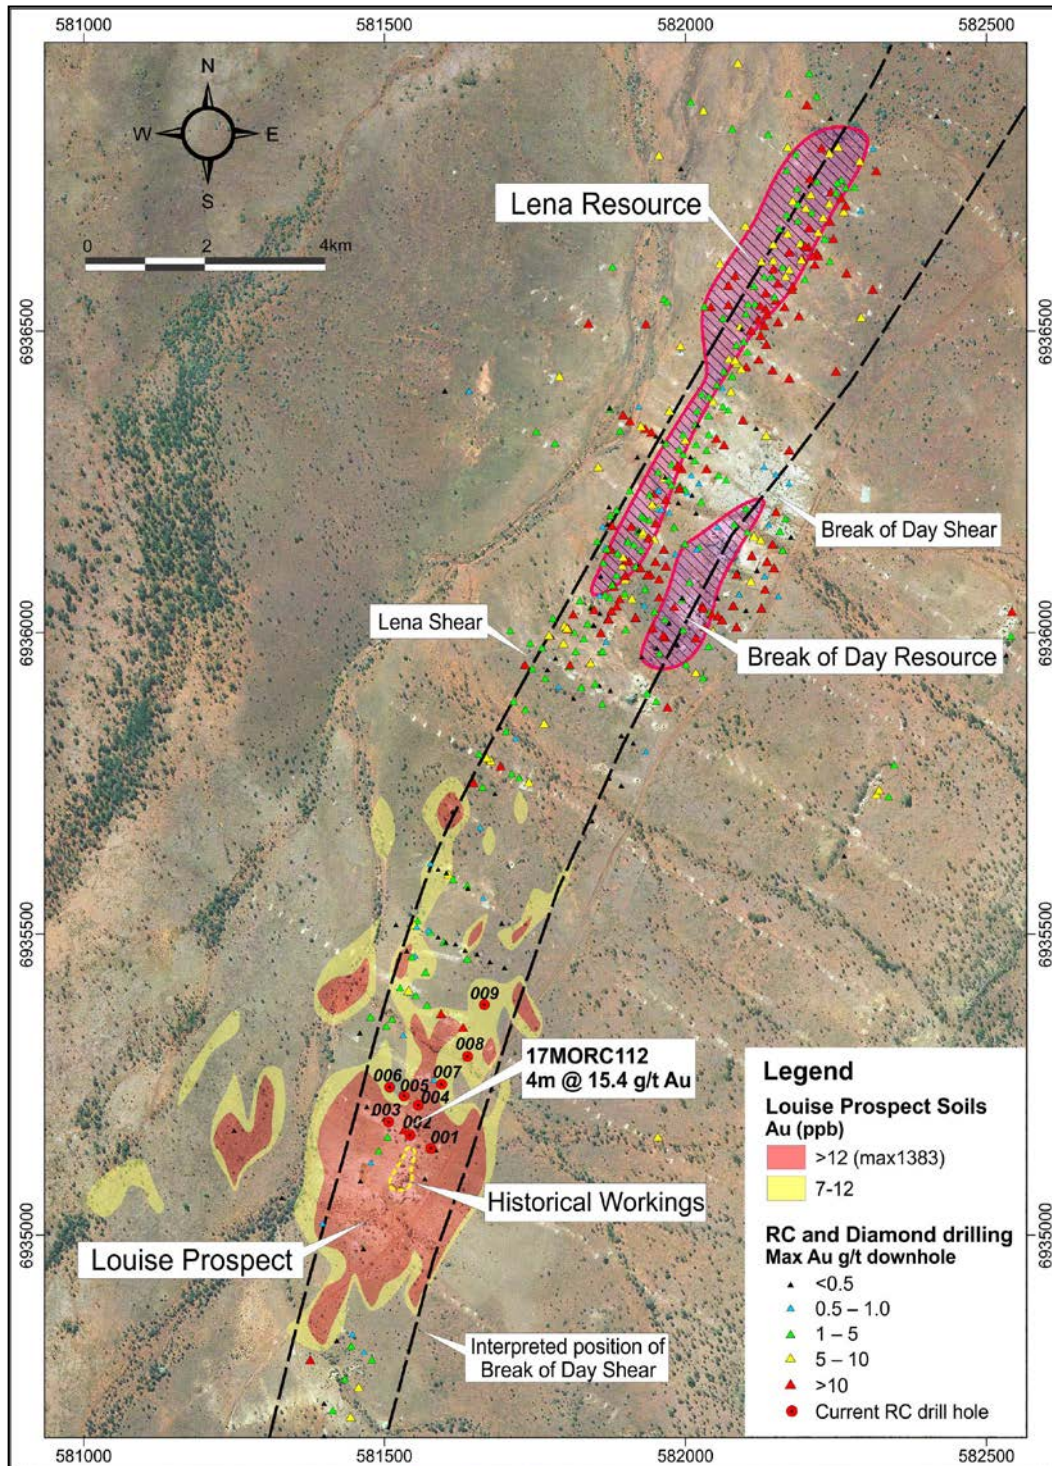 581000
581500
582000
582500
N
W
E
S
0
2
4km
Lena Resource
6936500
6936500
Break of Day Shear
Lena Shear
6936000
6936000
Break of Day Resource
6935500
6935500
009
008
17MORC112
4m @ 15.4 g/t Au
006
005
007
004
003
002
001
Historical Workings
Louise Prospect
6935000
6935000
Interpreted position of
Break of Day Shear
Legend
Louise Prospect Soils
Au (ppb)
>12 (max1383)
7-12
RC and Diamond drilling
Max Au g/t downhole
<0.5
0.5 – 1.0
1 – 5
5 – 10
>10
Current RC drill hole
581000
581500
582000
582500